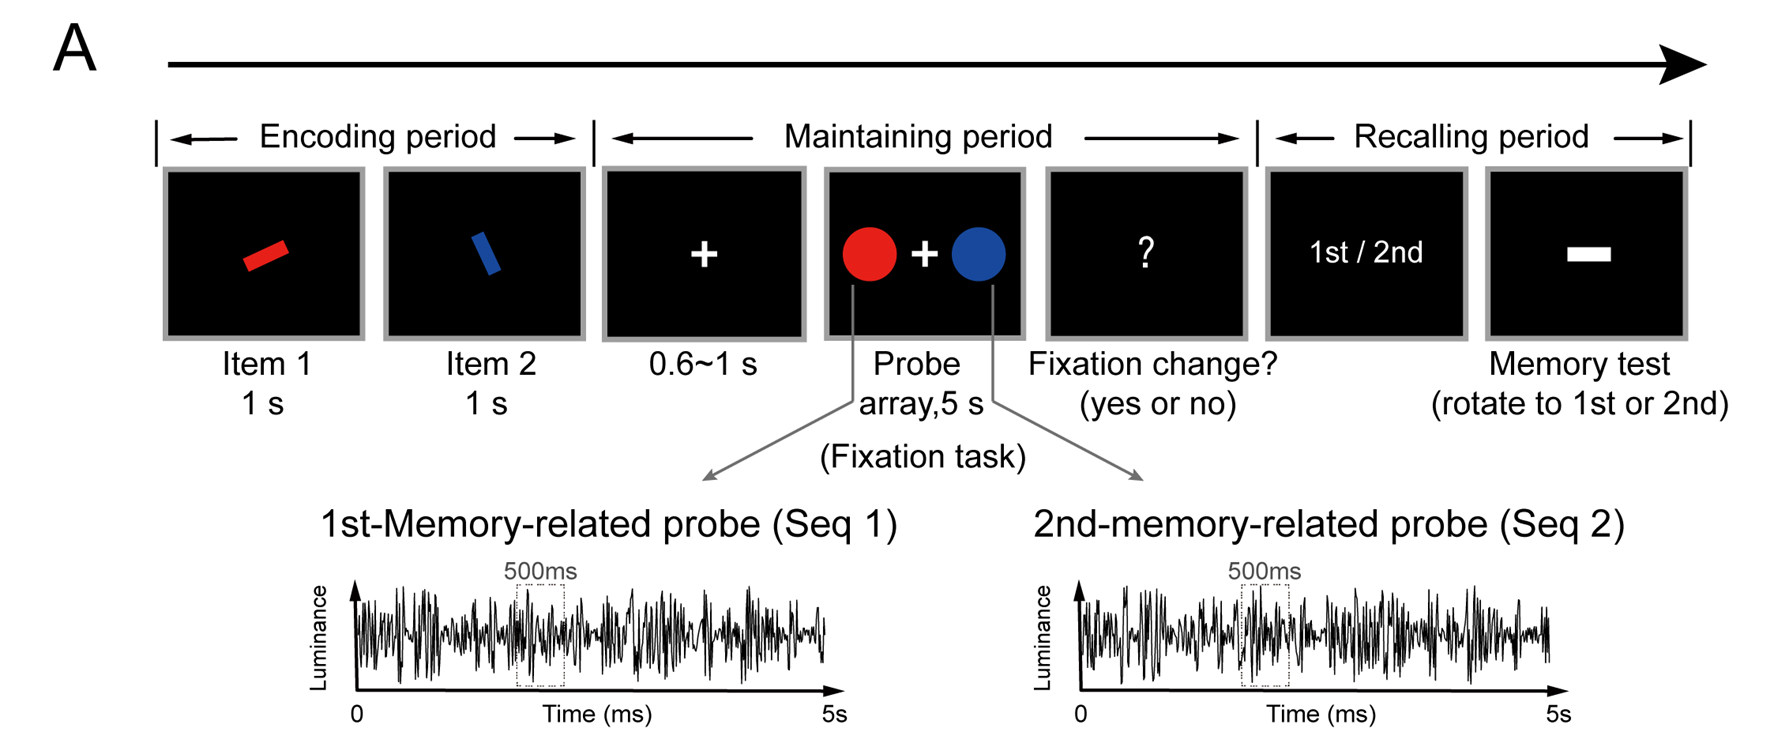 A
Encoding period
Maintaining period
Recalling period
+
+
?
1st / 2nd
Item 1
1 s
Item 2
1 s
0.6~1 s
Probe
array,5 s
(Fixation task)
Fixation change?
(yes or no)
Memory test
(rotate to 1st or 2nd)
1st-Memory-related probe (Seq 1)
500ms
Luminance
0
Time (ms)
5s
2nd-memory-related probe (Seq 2)
500ms
Luminance
0
Time (ms)
5s